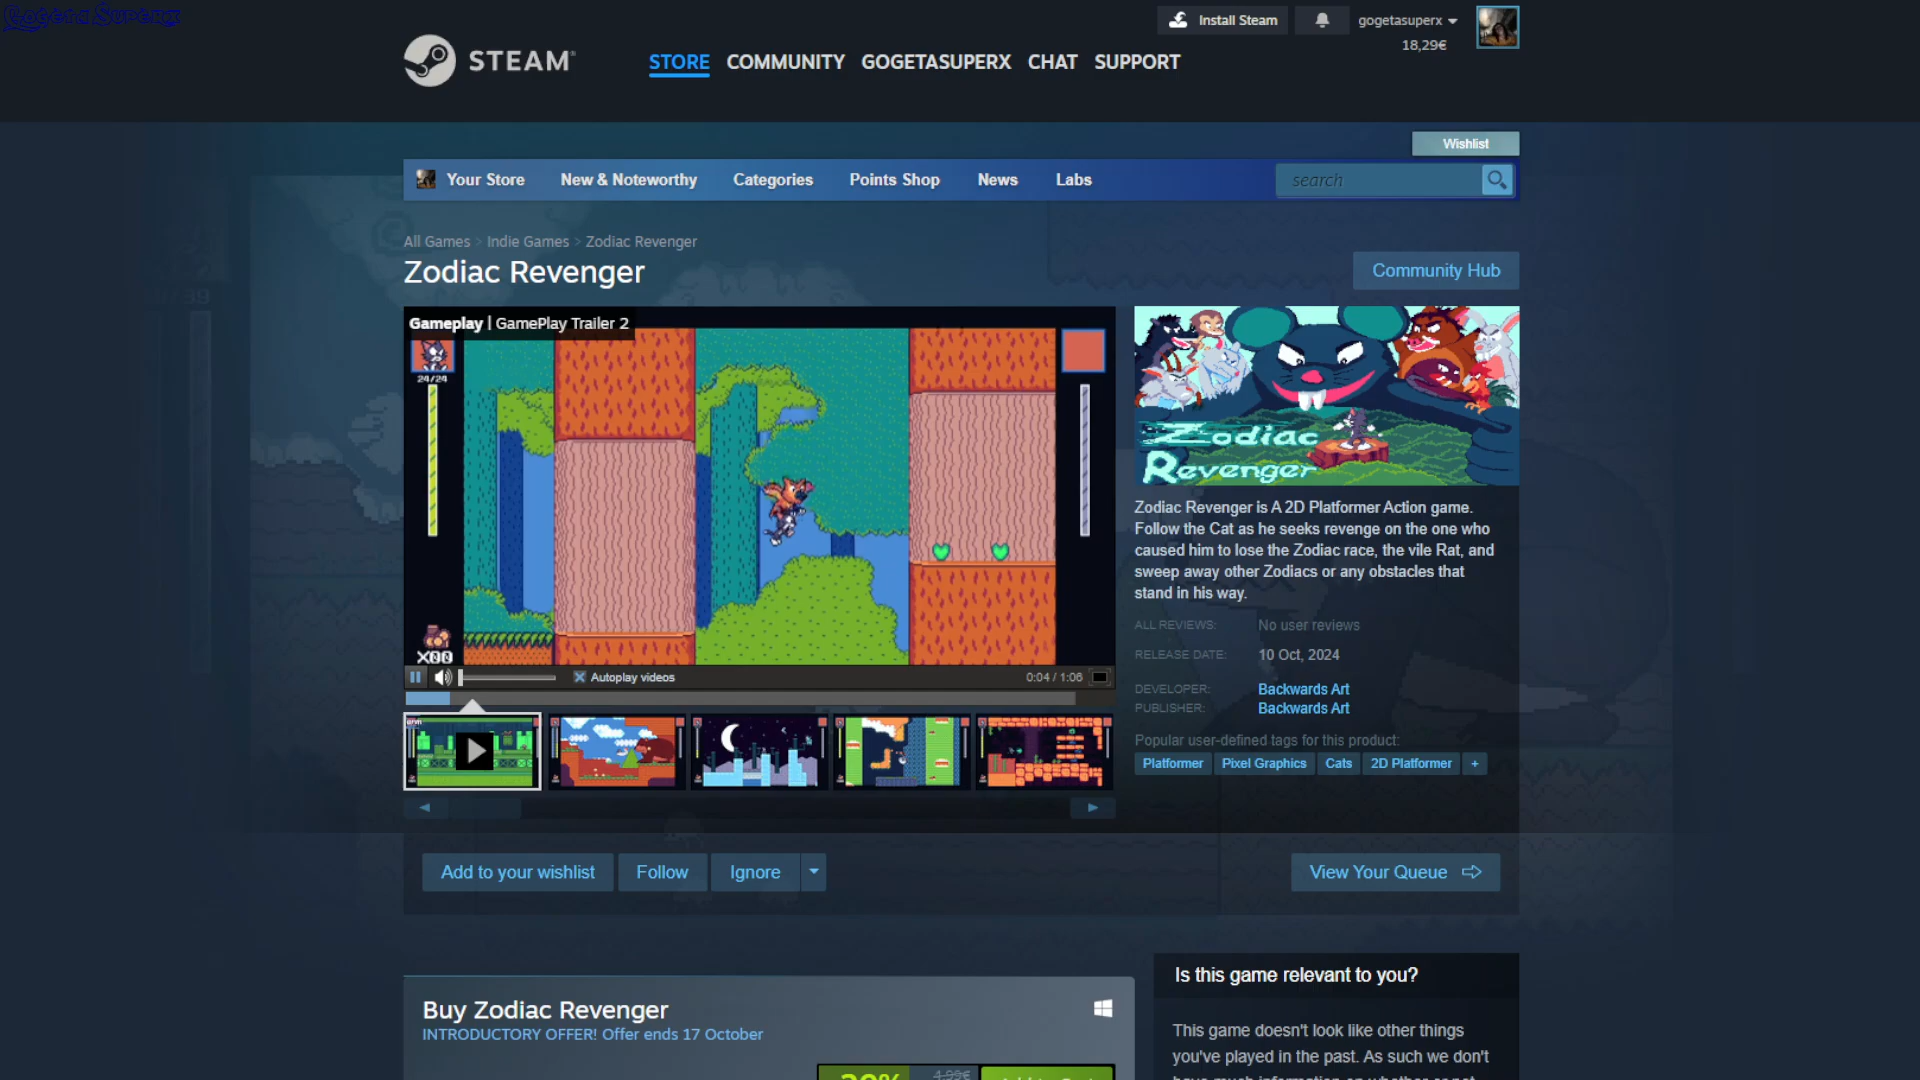 Gogeta Superx
Install Steam
gogetasuperx
18,29€
STEAM
STORE COMMUNITY GOGETASUPERX CHAT SUPPORT
Wishlist
Your Store New & Noteworthy Categories Points Shop News Labs
search
All Games > Indie Games > Zodiac Revenger
Zodiac Revenger
Community Hub
Gameplay | GamePlay Trailer 2
24/24
X00
Autoplay videos
0:04 / 1:06
Zodiac
Revenger
Zodiac Revenger is A 2D Platformer Action game.
Follow the Cat as he seeks revenge on the one who
caused him to lose the Zodiac race, the vile Rat, and
sweep away other Zodiacs or any obstacles that
stand in his way.
ALL REVIEWS: No user reviews
RELEASE DATE: 10 Oct, 2024
DEVELOPER: Backwards Art
PUBLISHER: Backwards Art
Popular user-defined tags for this product:
Platformer Pixel Graphics Cats 2D Platformer +
Add to your wishlist Follow Ignore
View Your Queue
Buy Zodiac Revenger
INTRODUCTORY OFFER! Offer ends 17 October
4,99€
Is this game relevant to you?
This game doesn't look like other things
you've played in the past. As such we don't